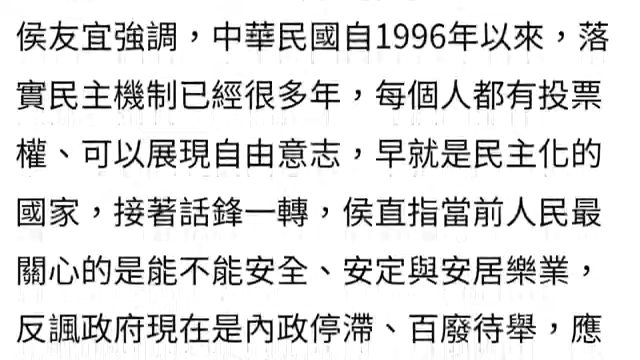 侯友宜強調，中華民國自1996年以來，落
實民主機制已經很多年，每個人都有投票
權、可以展現自由意志，早就是民主化的
國家，接著話鋒一轉，侯直指當前人民最
關心的是能不能安全、安定與安居樂業，
反諷政府現在是內政停滯、百廢待舉，應